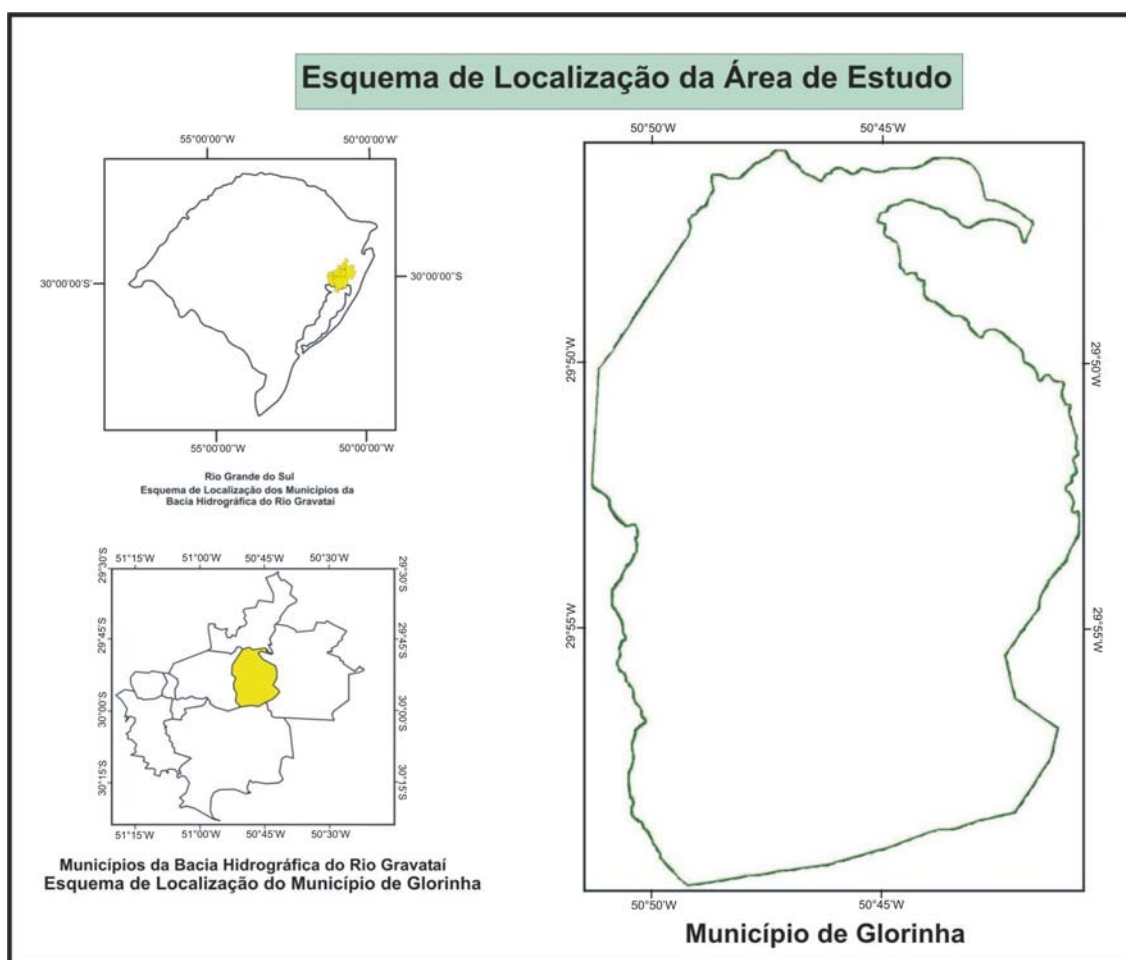 Esquema de Localização da Área de Estudo
55°00'00"W
50°00'00"W
30°00'00"S
30°00'00"S
55°00'00"W
50°00'00"W
Rio Grande do Sul
Esquema de Localização dos Municípios da
Bacia Hidrográfica do Rio Gravataí
51°15'W
51°00'W
50°45'W
50°30'W
29°30'S
29°30'S
29°45'S
29°45'S
30°00'S
30°00'S
30°15'S
30°15'S
51°15'W
51°00'W
50°45'W
50°30'W
Municípios da Bacia Hidrográfica do Rio Gravataí
Esquema de Localização do Município de Glorinha
50°50'W
50°45'W
29°50'W
29°50'W
29°55'W
29°55'W
50°50'W
50°45'W
Município de Glorinha